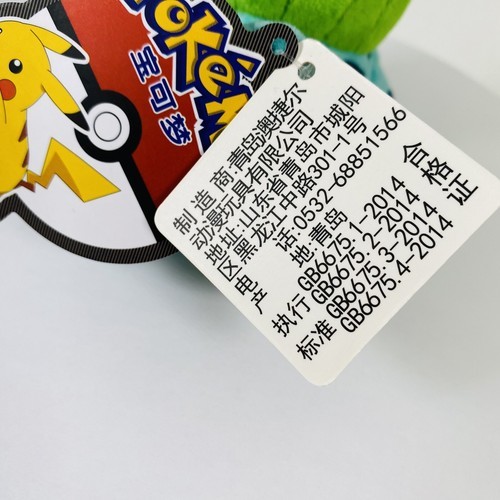 Pokémon
宝可梦
制造商:青岛奥捷尔
动漫玩具有限公司
地址:山东省青岛市城阳
区黑龙江中路301-1号
电话:0532-68851566
产地:青岛
执行标准
GB6675.1-2014
GB6675.2-2014
GB6675.3-2014
GB6675.4-2014
合格证